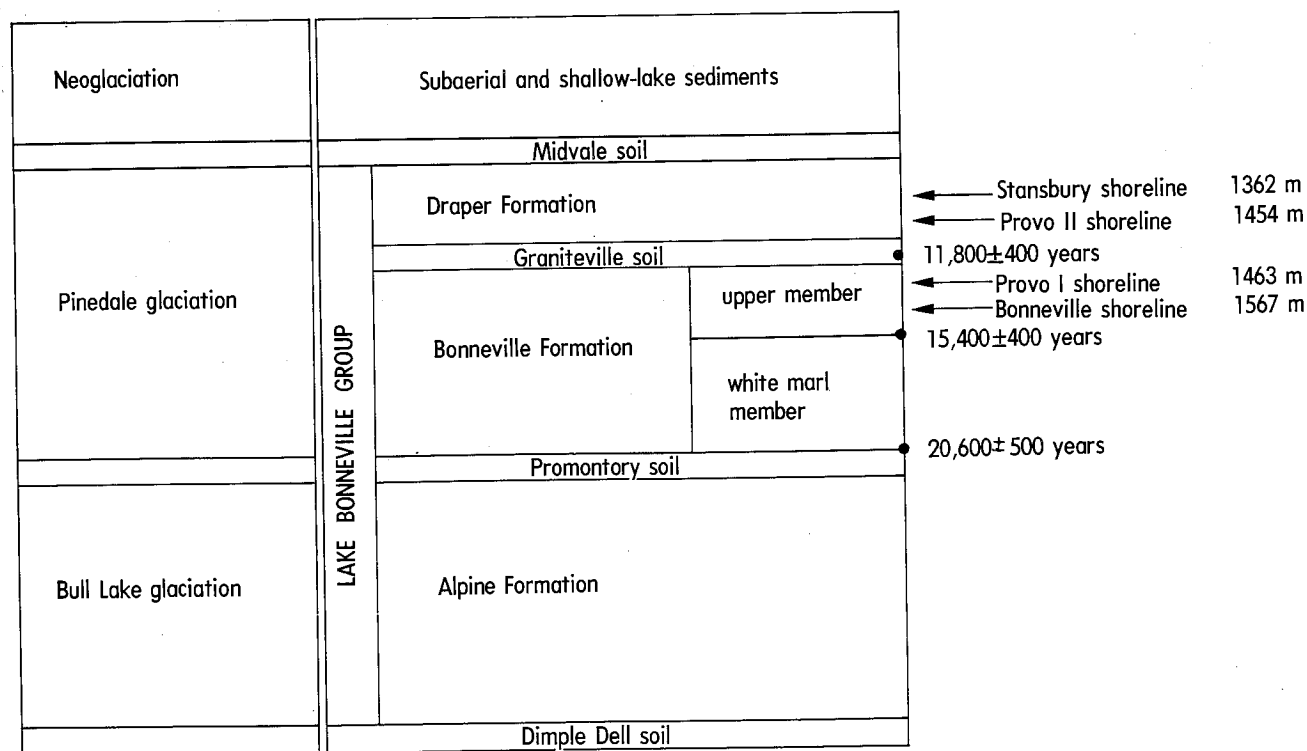 Neoglaciation
Subaerial and shallow-lake sediments
Midvale soil
Draper Formation
Stansbury shoreline 1362 m
Provo II shoreline 1454 m
Graniteville soil
11,800±400 years
Pinedale glaciation
LAKE BONNEVILLE GROUP
Bonneville Formation
upper member
Provo I shoreline 1463 m
Bonneville shoreline 1567 m
15,400±400 years
white marl
member
20,600±500 years
Promontory soil
Bull Lake glaciation
Alpine Formation
Dimple Dell soil